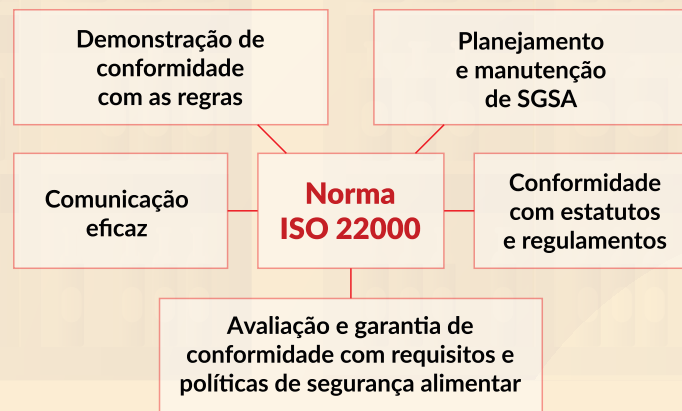 Demonstração de
conformidade
com as regras
Planejamento
e manutenção
de SGSA
Comunicação
eficaz
Norma
ISO 22000
Conformidade
com estatutos
e regulamentos
Avaliação e garantia de
conformidade com requisitos e
políticas de segurança alimentar